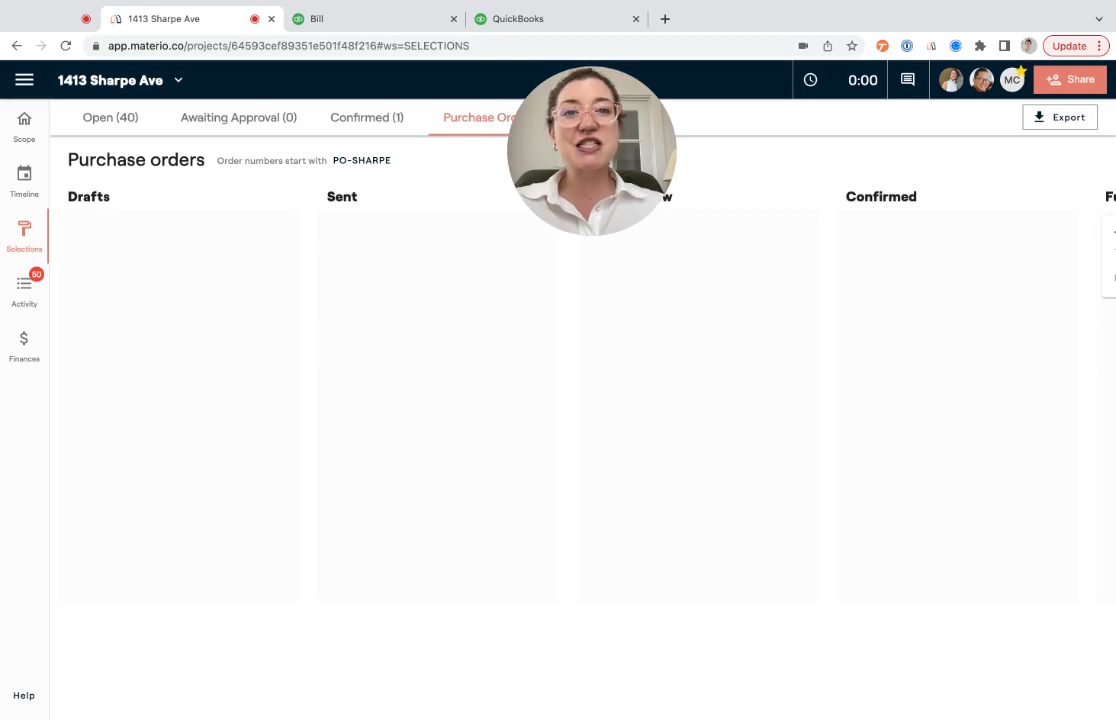 1413 Sharpe Ave
Bill
QuickBooks
app.materio.co/projects/64593cef89351e501f48f216#ws=SELECTIONS
Update
1413 Sharpe Ave
0:00
MC
Share
Scope
Timeline
Selections
50
Activity
$
Finances
Help
Open (40)
Awaiting Approval (0)
Confirmed (1)
Purchase Or
Export
Purchase orders
Order numbers start with PO-SHARPE
Drafts
Sent
w
Confirmed